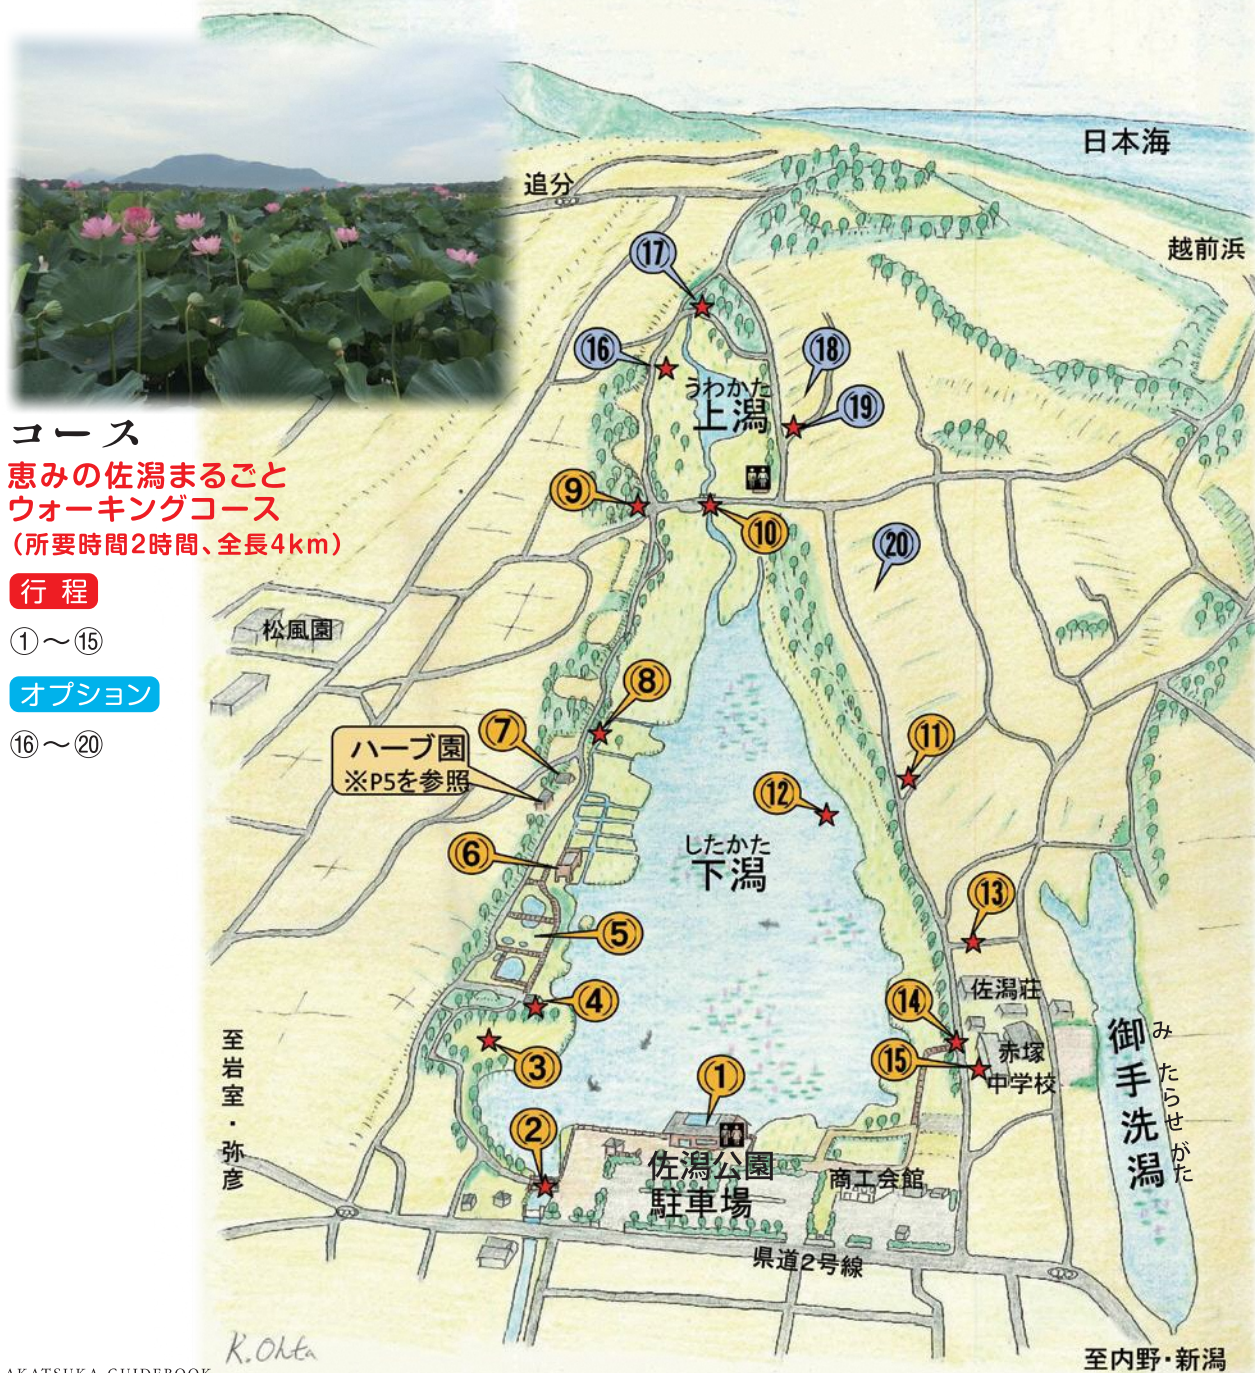 日本海
追分
越前浜
⑰
⑯
⑱
うわかた
上潟
⑲
コース
恵みの佐潟まるごと
ウォーキングコース
(所要時間2時間、全長4km)
行 程
①〜⑮
オプション
⑯〜⑳
⑨
⑩
⑳
松風園
⑧
⑦
⑪
ハーブ園
※P5を参照
⑫
したかた
下潟
⑥
⑬
⑤
④
③
佐潟荘
⑭
⑮
赤塚
中学校
御手洗潟
みたらせがた
至岩室・弥彦
①
②
佐潟公園
駐車場
商工会館
県道2号線
K.Ohta
至内野・新潟
AKATSUKA GUIDEBOOK